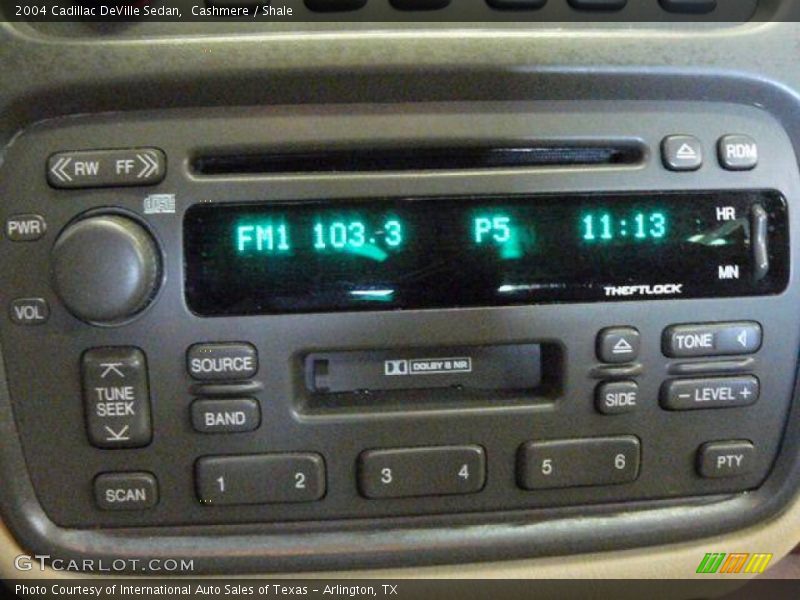 2004 Cadillac DeVille Sedan,  Cashmere / Shale
RW FF
RDM
PWR
FM1 103.3 P5 11:13
HR
MN
THEFTLOCK
VOL
SOURCE
DOLBY B NR
TONE
TUNE
SEEK
BAND
SIDE
- LEVEL +
1 2 3 4 5 6
PTY
SCAN
GTCARLOT.COM
Photo Courtesy of International Auto Sales of Texas - Arlington, TX